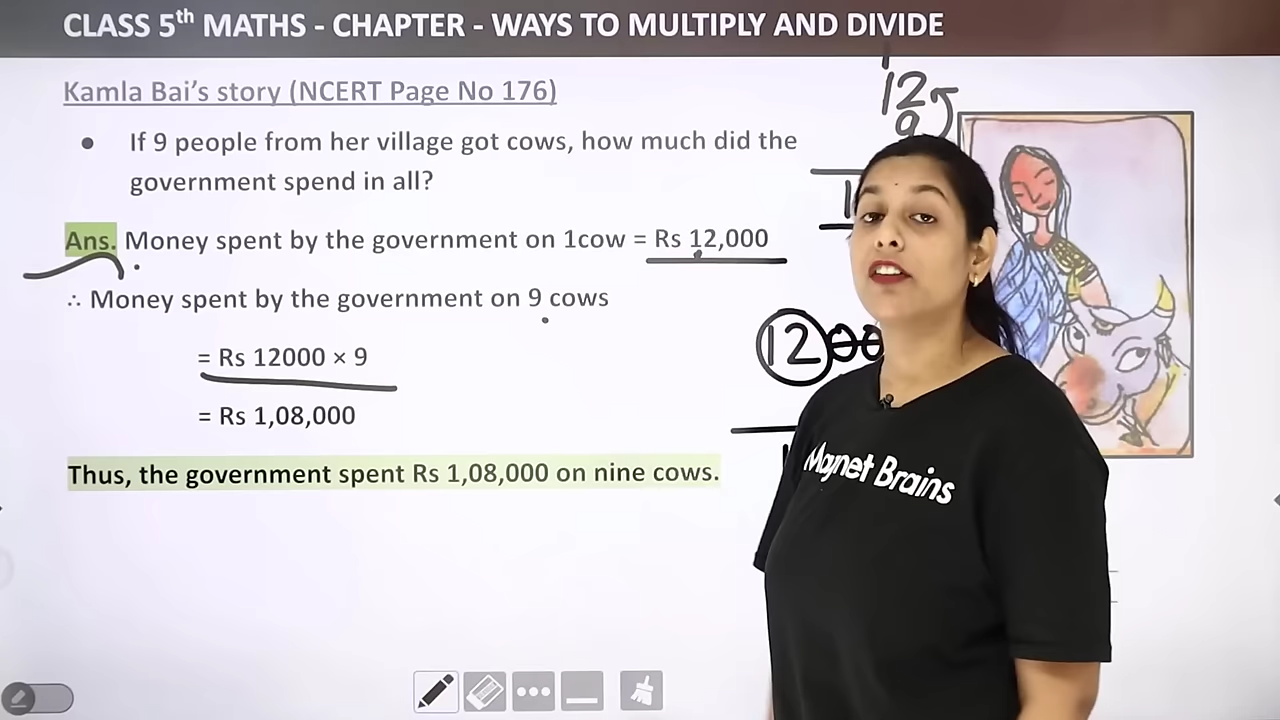 CLASS 5th MATHS - CHAPTER - WAYS TO MULTIPLY AND DIVIDE
Kamla Bai’s story (NCERT Page No 176)
• If 9 people from her village got cows, how much did the
government spend in all?
Ans. Money spent by the government on 1cow = Rs 12,000
∴ Money spent by the government on 9 cows
= Rs 12000 × 9
= Rs 1,08,000
Thus, the government spent Rs 1,08,000 on nine cows.
12
9
1200
Magnet Brains